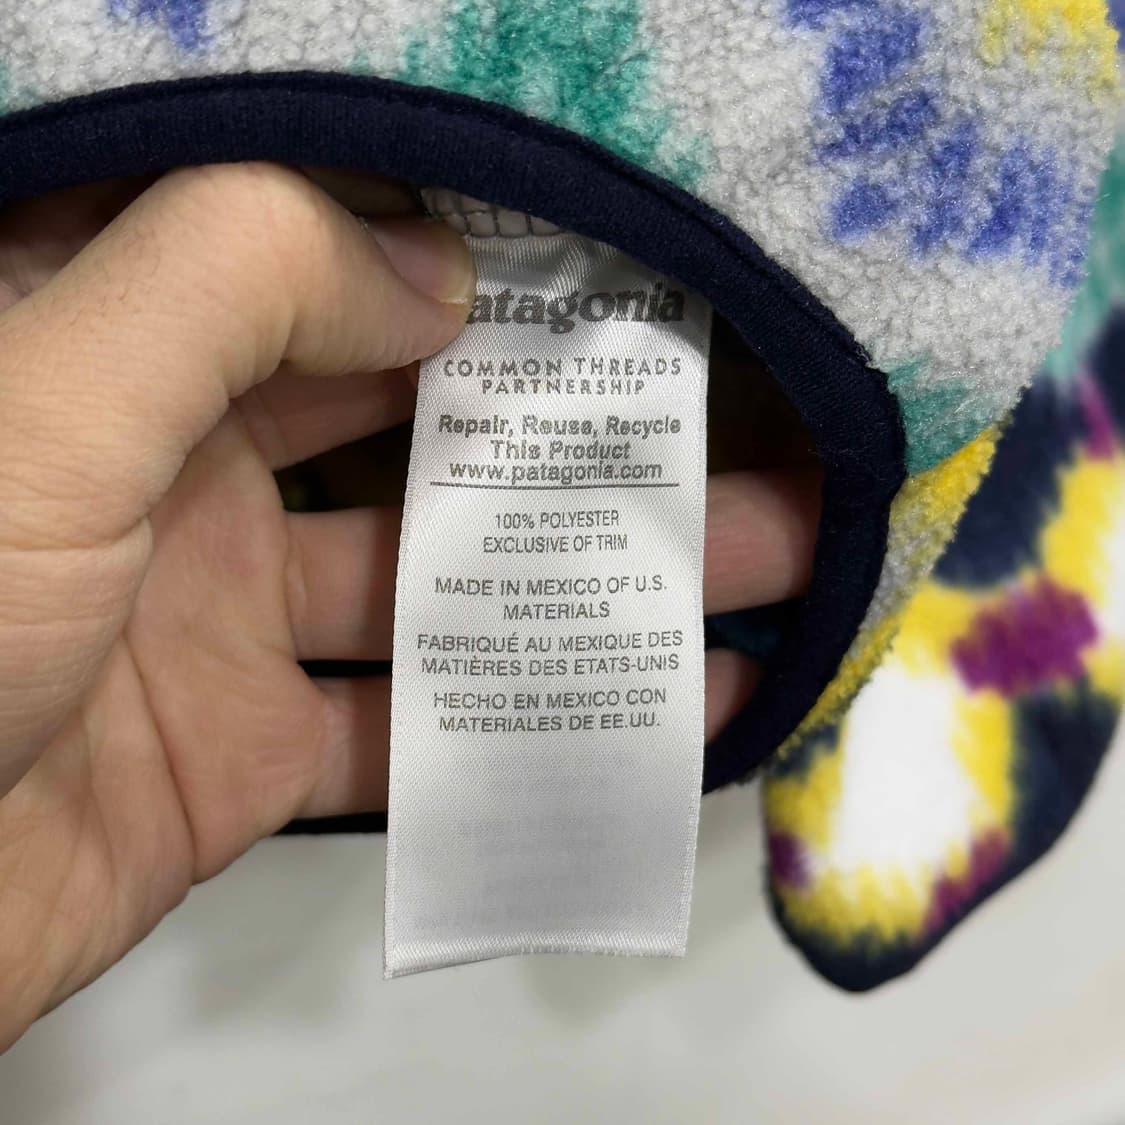 patagonia
COMMON THREADS
PARTNERSHIP
Repair, Reuse, Recycle
This Product
www.patagonia.com
100% POLYESTER
EXCLUSIVE OF TRIM
MADE IN MEXICO OF U.S.
MATERIALS
FABRIQUÉ AU MEXIQUE DES
MATIÈRES DES ETATS-UNIS
HECHO EN MEXICO CON
MATERIALES DE EE.UU.